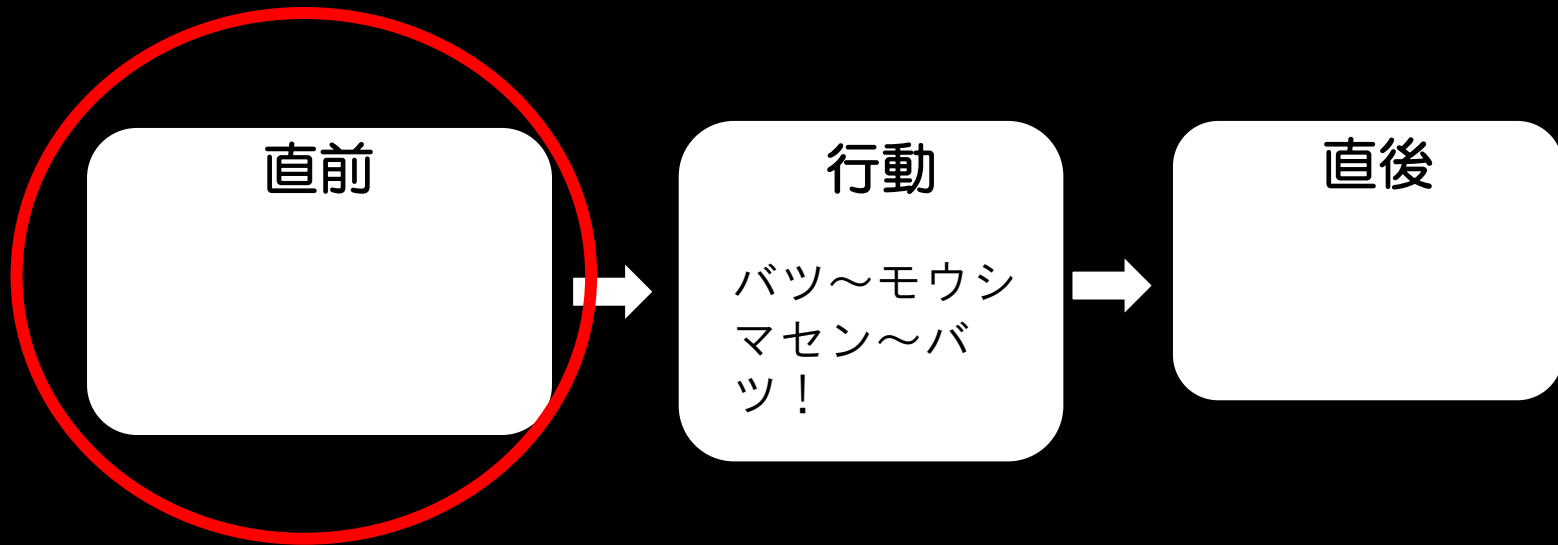 直前
行動
バツ～モウシ
マセン～バ
ツ！
直後